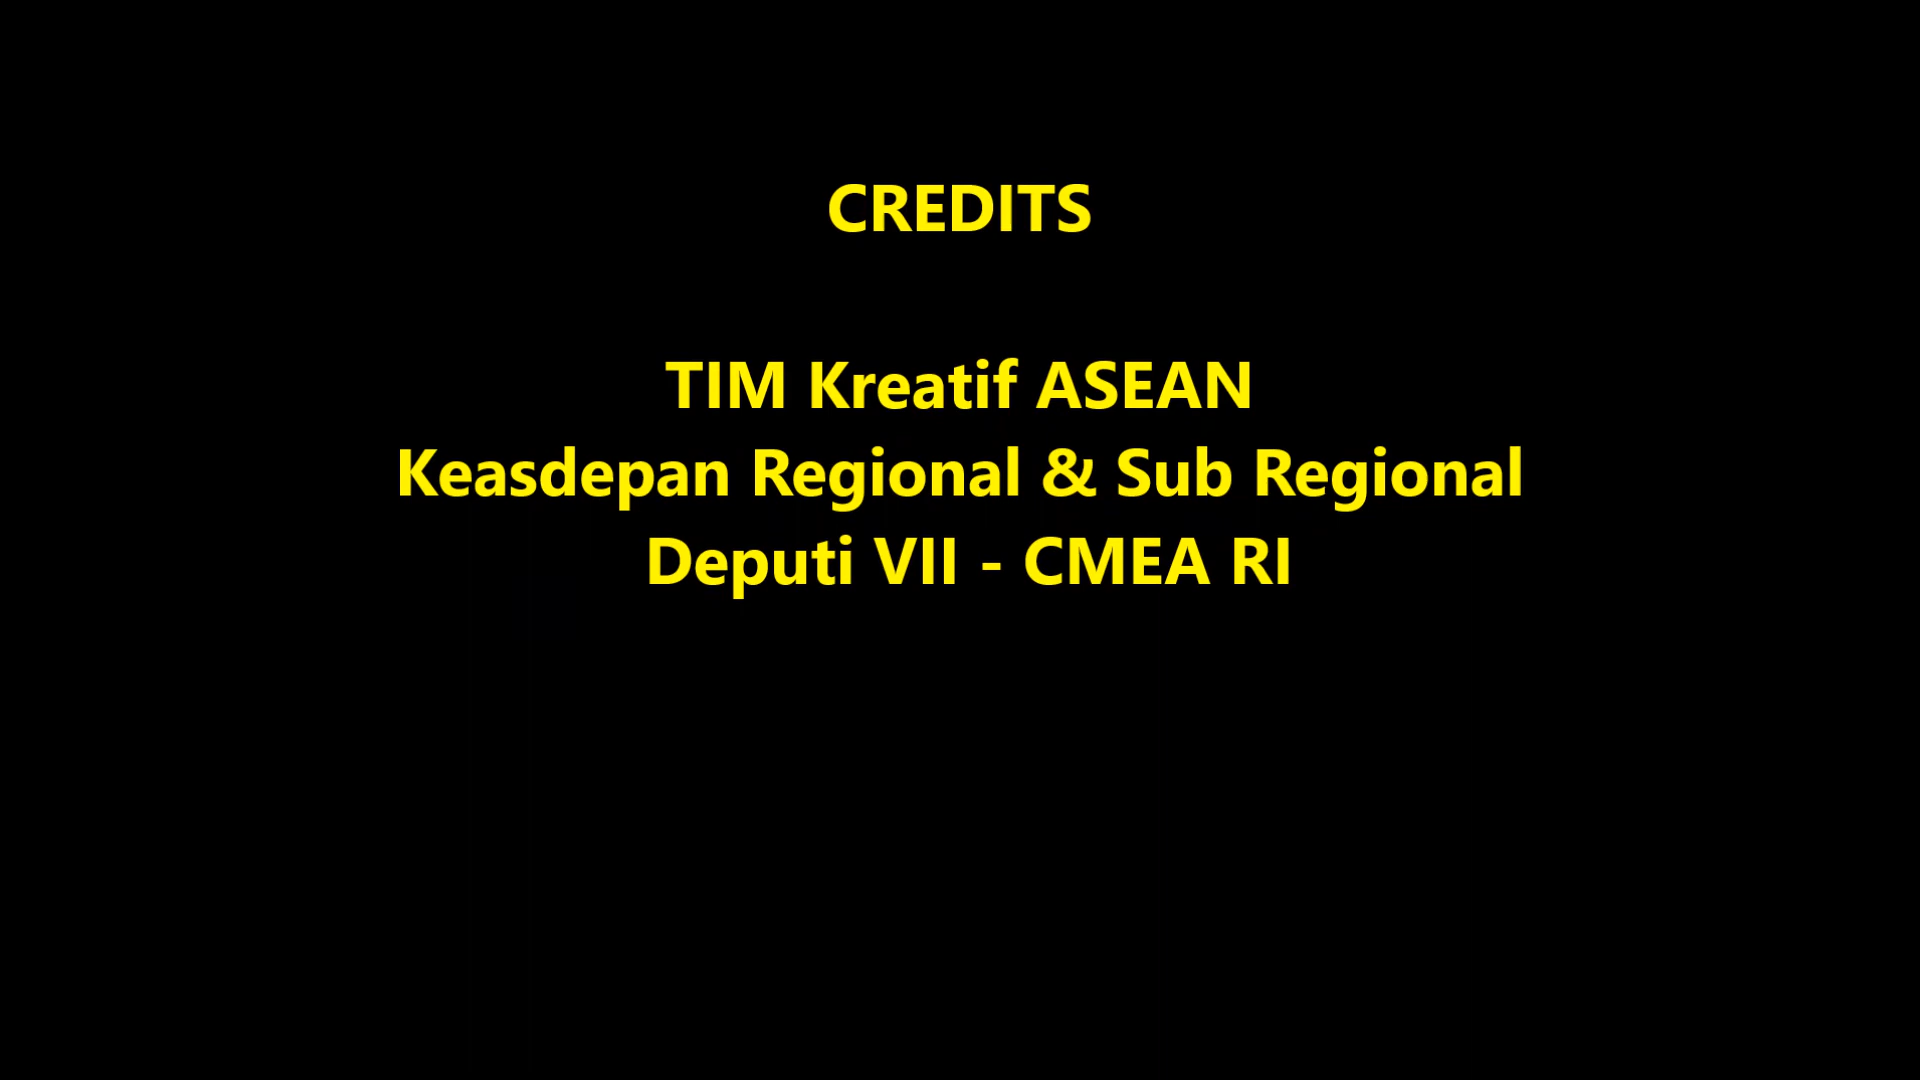 CREDITS
TIM Kreatif ASEAN
Keasdepan Regional & Sub Regional
Deputi VII - CMEA RI